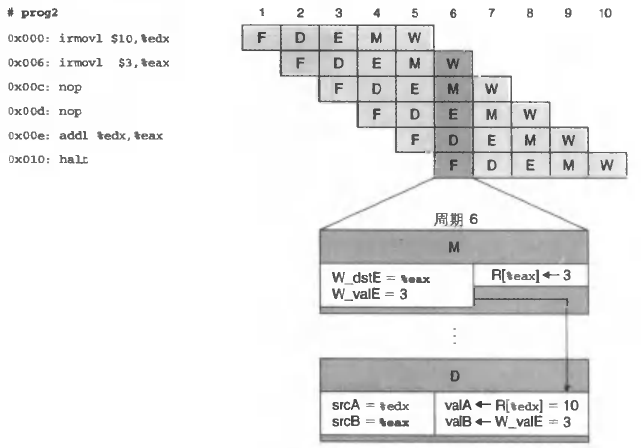 # prog2
0x000: irmovl $10,%edx
0x006: irmovl $3,%eax
0x00c: nop
0x00d: nop
0x00e: addl %edx,%eax
0x010: halt
1 2 3 4 5 6 7 8 9 10
F D E M W
F D E M W
F D E M W
F D E M W
F D E M W
F D E M W
周期 6
M
W_dstE = %eax
W_valE = 3
R[%eax] ← 3
⋮
D
srcA = %edx
srcB = %eax
valA ← R[%edx] = 10
valB ← W_valE = 3